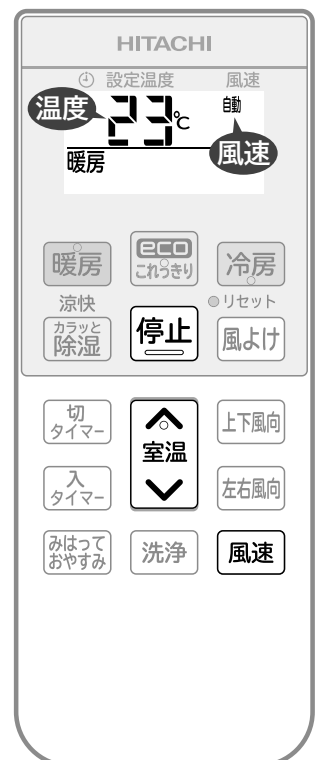 HITACHI
設定温度 風速
温度 23℃ 自動
暖房 風速
暖房 eco これっきり 冷房
涼快 リセット
カラッと 除湿 停止 風よけ
切 タイマー 上下風向
室温
入 タイマー 左右風向
みはって おやすみ 洗浄 風速